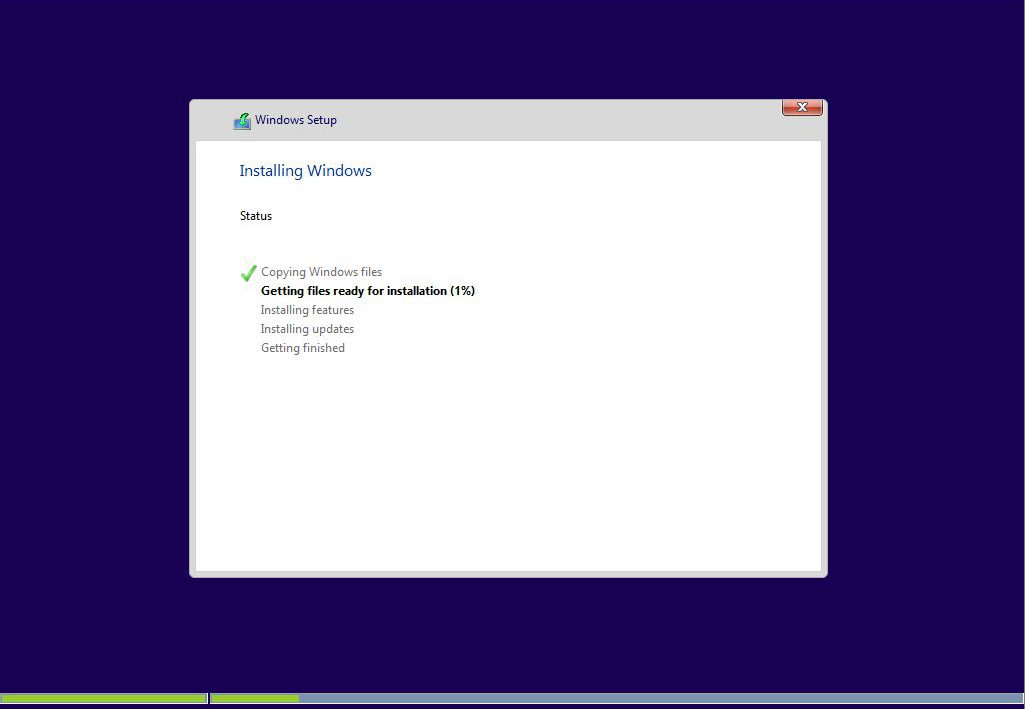 Windows Setup
Installing Windows
Status
Copying Windows files
Getting files ready for installation (1%)
Installing features
Installing updates
Getting finished